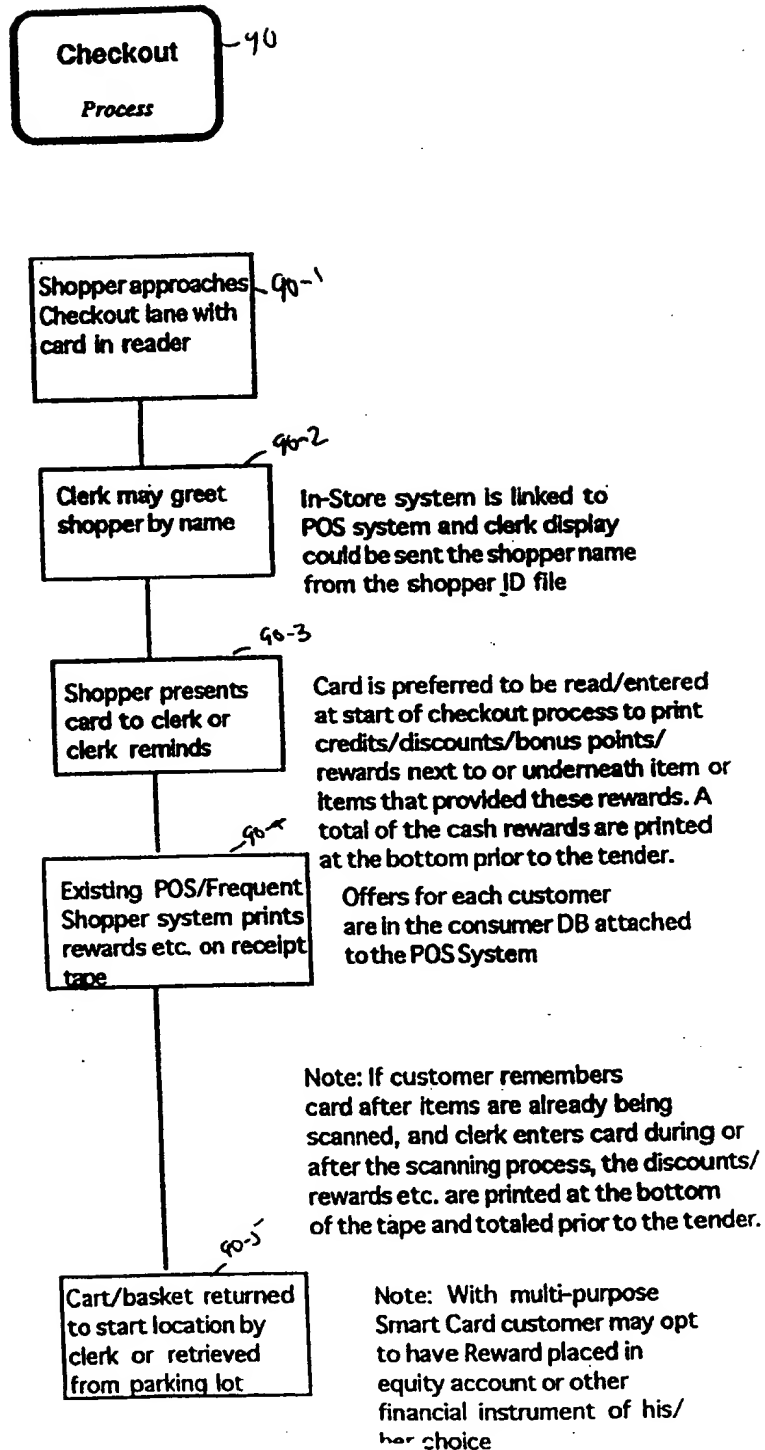 Checkout
90
Process
Shopper approaches
Checkout lane with
card in reader
90-1
Clerk may greet
shopper by name
90-2
In-Store system is linked to
POS system and clerk display
could be sent the shopper name
from the shopper ID file
Shopper presents
card to clerk or
clerk reminds
90-3
Card is preferred to be read/entered
at start of checkout process to print
credits/discounts/bonus points/
rewards next to or underneath item or
items that provided these rewards. A
total of the cash rewards are printed
at the bottom prior to the tender.
Existing POS/Frequent
Shopper system prints
rewards etc. on receipt
tape
90-4
Offers for each customer
are in the consumer DB attached
to the POS System
Note: If customer remembers
card after items are already being
scanned, and clerk enters card during or
after the scanning process, the discounts/
rewards etc. are printed at the bottom
of the tape and totaled prior to the tender.
Cart/basket returned
to start location by
clerk or retrieved
from parking lot
90-5
Note: With multi-purpose
Smart Card customer may opt
to have Reward placed in
equity account or other
financial instrument of his/
her choice